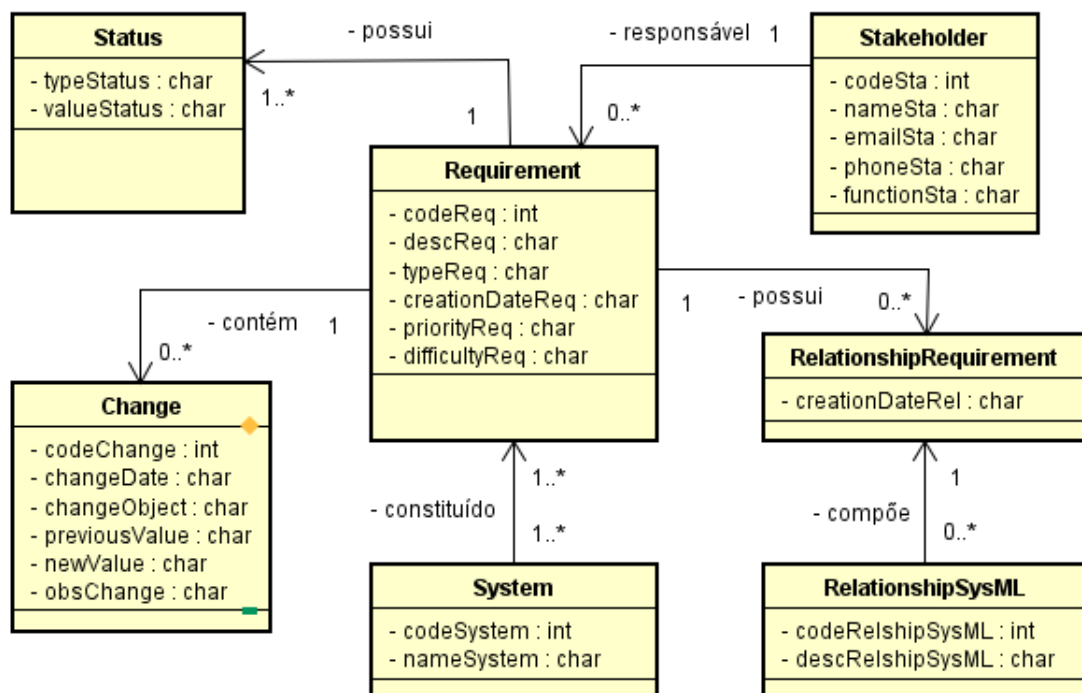 Status
- typeStatus : char
- valueStatus : char
- possui
1..*
1
- responsável 1
0..*
Stakeholder
- codeSta : int
- nameSta : char
- emailSta : char
- phoneSta : char
- functionSta : char
Requirement
- codeReq : int
- descReq : char
- typeReq : char
- creationDateReq : char
- priorityReq : char
- difficultyReq : char
- contém 1
0..*
1
- possui
0..*
RelationshipRequirement
- creationDateRel : char
Change
- codeChange : int
- changeDate : char
- changeObject : char
- previousValue : char
- newValue : char
- obsChange : char
1..*
- constituído
1..*
1
- compõe
0..*
System
- codeSystem : int
- nameSystem : char
RelationshipSysML
- codeRelshipSysML : int
- descRelshipSysML : char